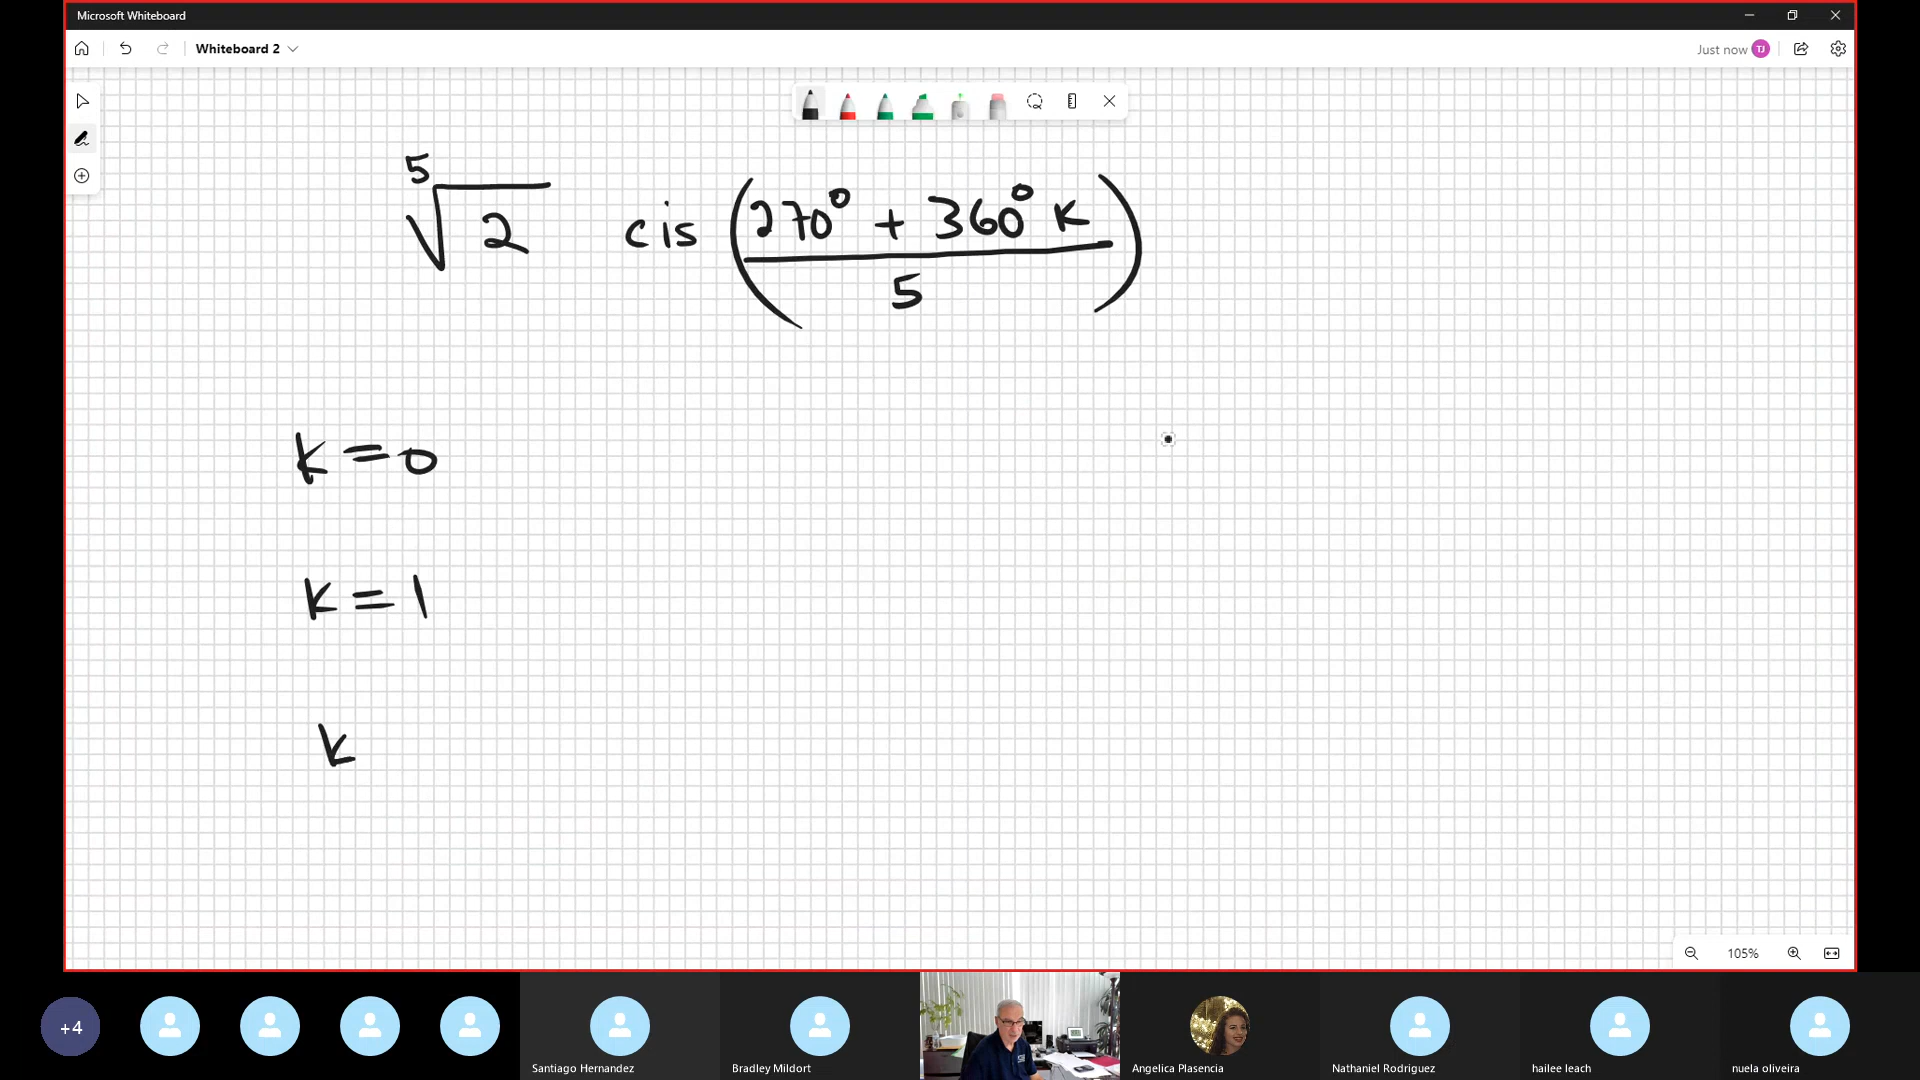 Microsoft Whiteboard
Whiteboard 2
Just now TJ
5
√2 cis (270° + 360° k
5)
k = 0
k = 1
k
105%
+4
Santiago Hernandez
Bradley Mildort
Angelica Plasencia
Nathaniel Rodriguez
hailee leach
nuela oliveira